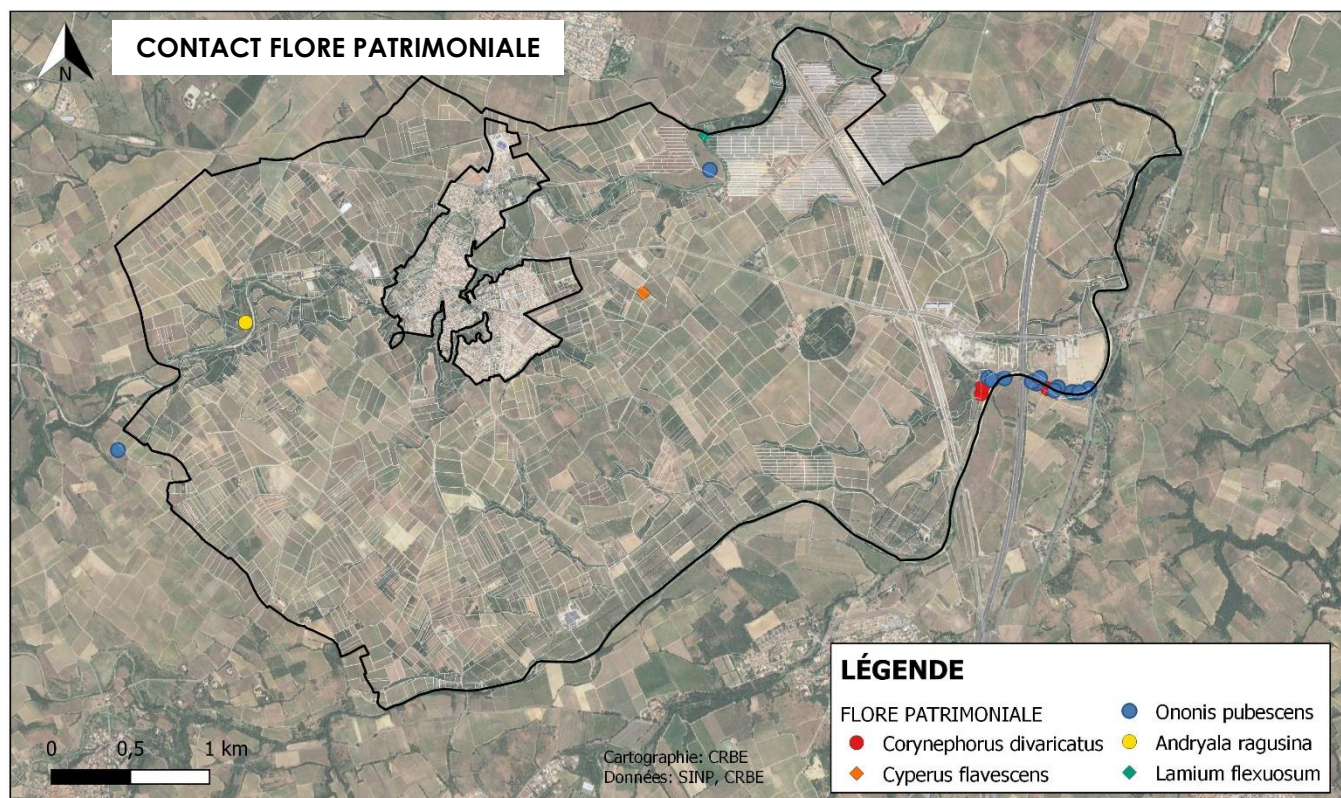 CONTACT FLORE PATRIMONIALE
N
LÉGENDE
FLORE PATRIMONIALE
Corynephorus divaricatus
Cyperus flavescens
Ononis pubescens
Andryala ragusina
Lamium flexuosum
0 0,5 1 km
Cartographie: CRBE
Données: SINP, CRBE